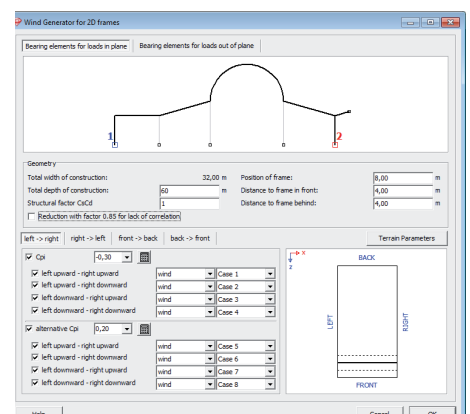 Wind Generator for 2D frames
Bearing elements for loads in plane Bearing elements for loads out of plane
1 2
Geometry
Total width of construction: 32,00 m Position of frame: 8,00 m
Total depth of construction: 60 m Distance to frame in front: 4,00 m
Structural factor CsCd 1 Distance to frame behind: 4,00 m
Reduction with factor 0.85 for lack of correlation
left -> right right -> left front -> back back -> front Terrain Parameters
Cpi -0,30
left upward - right upward wind Case 1
left upward - right downward wind Case 2
left downward - right upward wind Case 3
left downward - right downward wind Case 4
alternative Cpi 0,20
left upward - right upward wind Case 5
left upward - right downward wind Case 6
left downward - right upward wind Case 7
left downward - right downward wind Case 8
x
z
BACK
LEFT
RIGHT
FRONT
Help Cancel OK